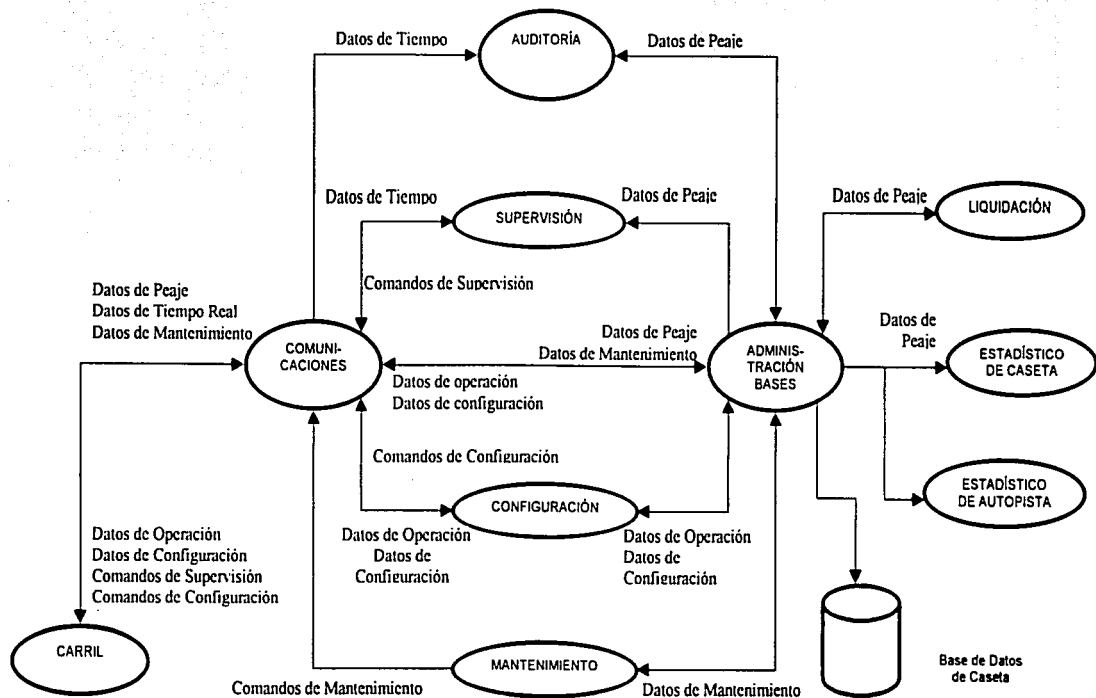 Datos de Tiempo
AUDITORÍA
Datos de Peaje
Datos de Tiempo
SUPERVISIÓN
Datos de Peaje
Datos de Peaje
LIQUIDACIÓN
Comandos de Supervisión
Datos de Peaje
Datos de Tiempo Real
Datos de Mantenimiento
COMUNI-
CACIONES
Datos de Peaje
Datos de Mantenimiento
ADMINIS-
TRACIÓN
BASES
Datos de
Peaje
ESTADÍSTICO
DE CASETA
Datos de operación
Datos de configuración
Comandos de Configuración
CONFIGURACIÓN
ESTADÍSTICO
DE AUTOPISTA
Datos de Operación
Datos de
Configuración
Datos de Operación
Datos de
Configuración
Datos de Operación
Datos de Configuración
Comandos de Supervisión
Comandos de Configuración
CARRIL
MANTENIMIENTO
Comandos de Mantenimiento
Datos de Mantenimiento
Base de Datos
de Caseta